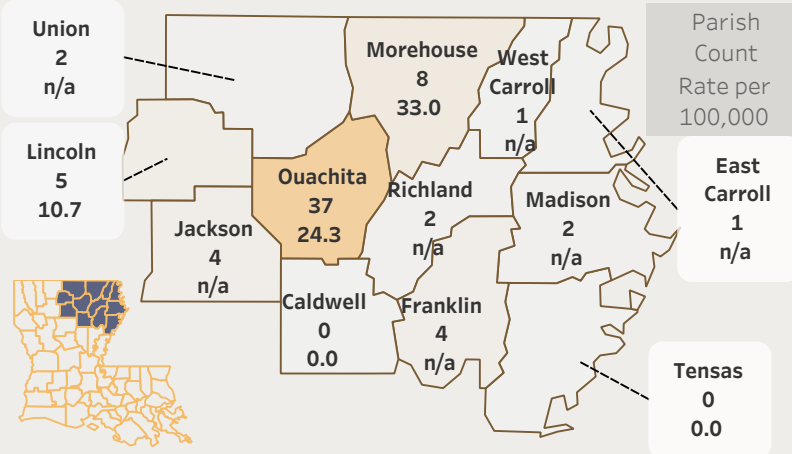 Union
2
n/a
Morehouse
8
33.0
West
Carroll
1
n/a
Parish
Count
Rate per
100,000
Lincoln
5
10.7
Ouachita
37
24.3
Richland
2
n/a
Madison
2
n/a
East
Carroll
1
n/a
Jackson
4
n/a
Caldwell
0
0.0
Franklin
4
n/a
Tensas
0
0.0